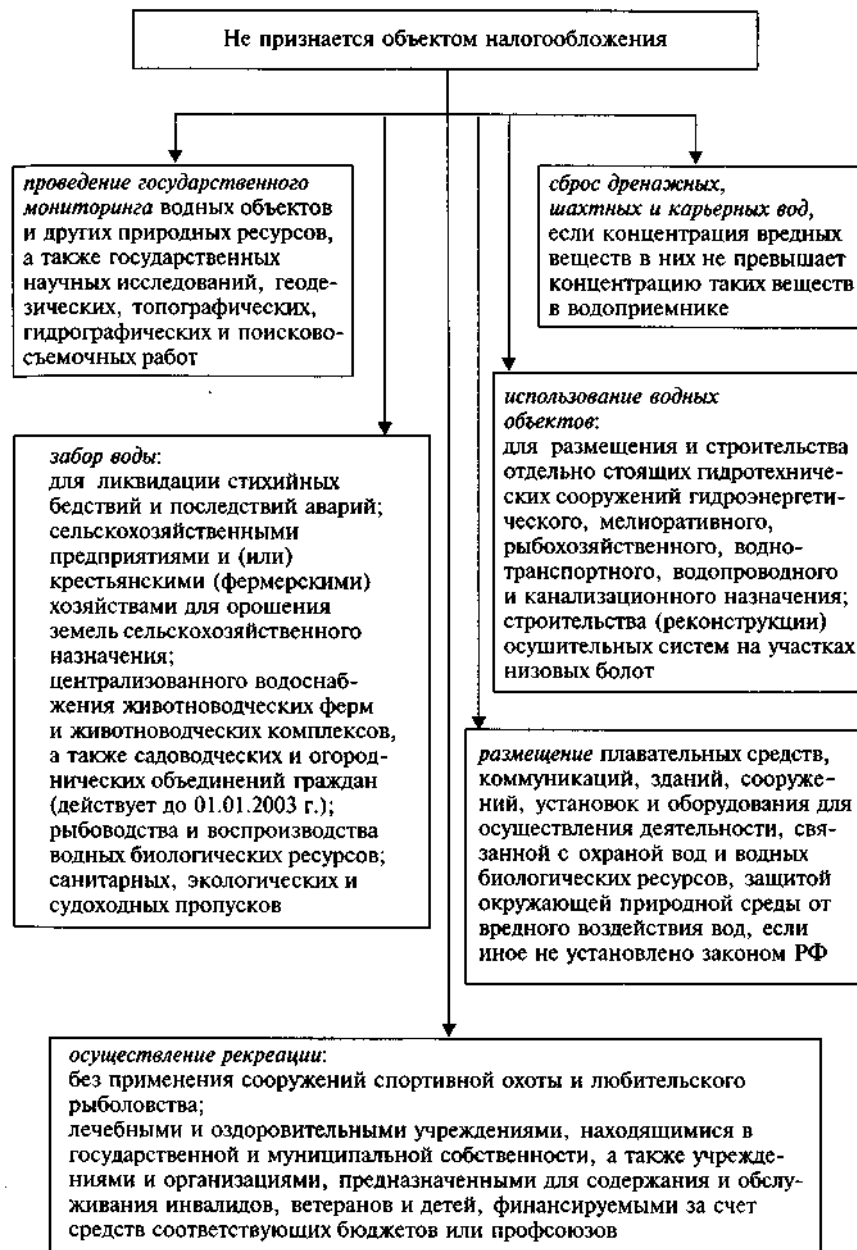 Не признается объектом налогообложения
проведение государственного
мониторинга водных объектов
и других природных ресурсов,
а также государственных
научных исследований, геоде-
зических, топографических,
гидрографических и поисково-
съемочных работ
сброс дренажных,
шахтных и карьерных вод,
если концентрация вредных
веществ в них не превышает
концентрацию таких веществ
в водоприемнике
забор воды:
для ликвидации стихийных
бедствий и последствий аварий;
сельскохозяйственными
предприятиями и (или)
крестьянскими (фермерскими)
хозяйствами для орошения
земель сельскохозяйственного
назначения;
централизованного водоснаб-
жения животноводческих ферм
и животноводческих комплексов,
а также садоводческих и огород-
нических объединений граждан
(действует до 01.01.2003 г.);
рыбоводства и воспроизводства
водных биологических ресурсов;
санитарных, экологических и
судоходных пропусков
использование водных
объектов:
для размещения и строительства
отдельно стоящих гидротехниче-
ских сооружений гидроэнергети-
ческого, мелиоративного,
рыбохозяйственного, водно-
транспортного, водопроводного
и канализационного назначения;
строительства (реконструкции)
осушительных систем на участках
низовых болот
размещение плавательных средств,
коммуникаций, зданий, сооруже-
ний, установок и оборудования для
осуществления деятельности, свя-
занной с охраной вод и водных
биологических ресурсов, защитой
окружающей природной среды от
вредного воздействия вод, если
иное не установлено законом РФ
осуществление рекреации:
без применения сооружений спортивной охоты и любительского
рыболовства;
лечебными и оздоровительными учреждениями, находящимися в
государственной и муниципальной собственности, а также учрежде-
ниями и организациями, предназначенными для содержания и обслу-
живания инвалидов, ветеранов и детей, финансируемыми за счет
средств соответствующих бюджетов или профсоюзов